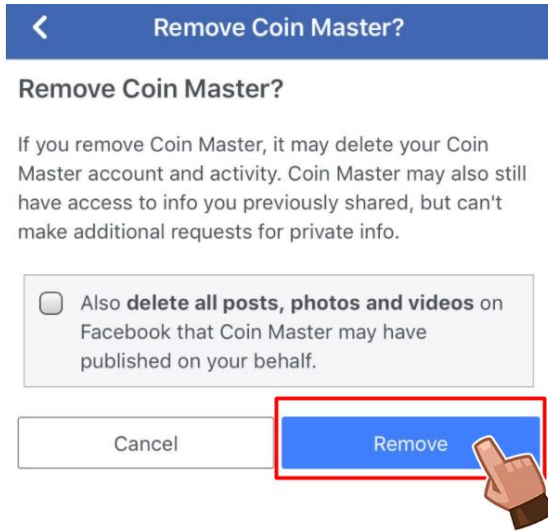 Remove Coin Master?
Remove Coin Master?
If you remove Coin Master, it may delete your Coin
Master account and activity. Coin Master may also still
have access to info you previously shared, but can't
make additional requests for private info.
Also delete all posts, photos and videos on
Facebook that Coin Master may have
published on your behalf.
Cancel
Remove